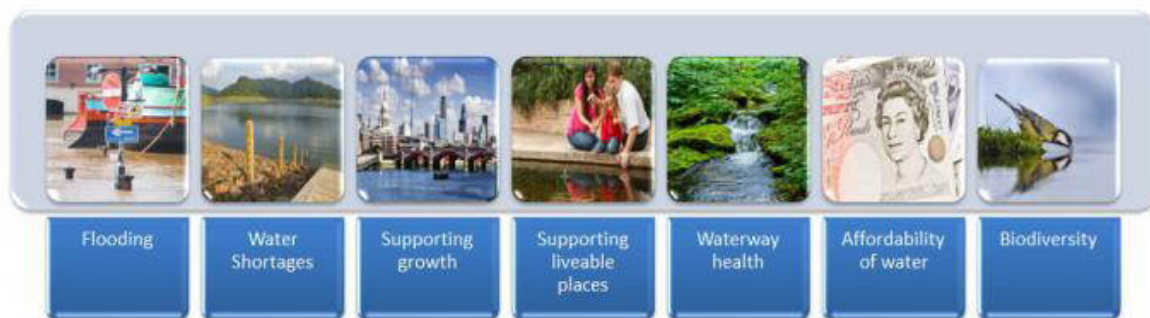 Flooding
Water
Shortages
Supporting
growth
Supporting
liveable
places
Waterway
health
Affordability
of water
Biodiversity